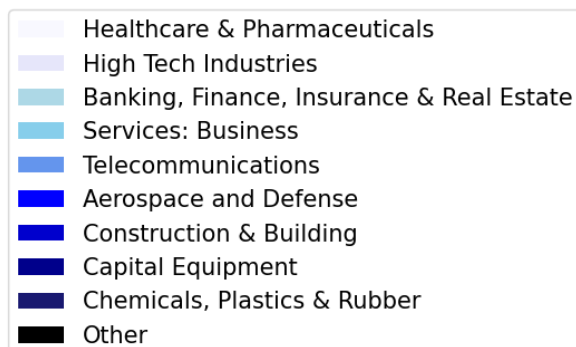 Healthcare & Pharmaceuticals
High Tech Industries
Banking, Finance, Insurance & Real Estate
Services: Business
Telecommunications
Aerospace and Defense
Construction & Building
Capital Equipment
Chemicals, Plastics & Rubber
Other